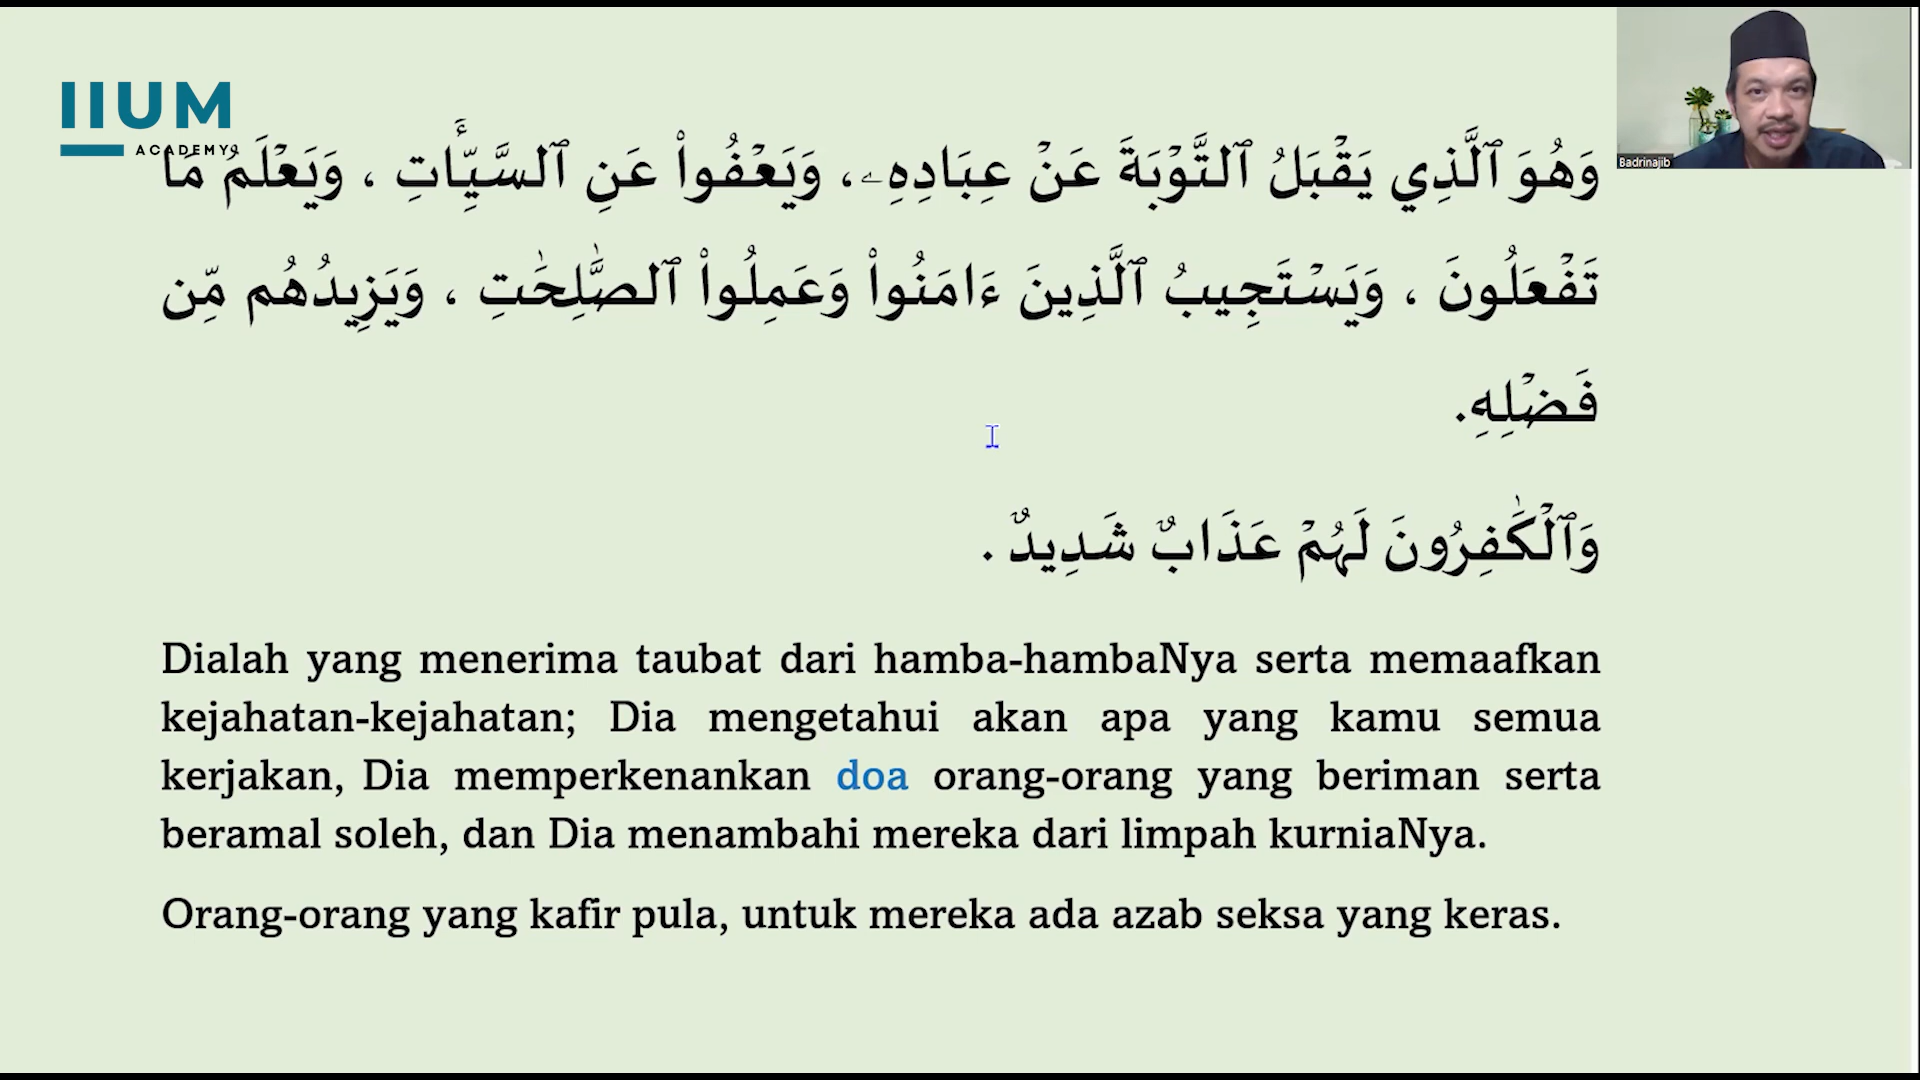 IIUM
ACADEMY
Badrinajib
وَهُوَ ٱلَّذِي يَقۡبَلُ ٱلتَّوۡبَةَ عَنۡ عِبَادِهِۦ، وَيَعۡفُواْ عَنِ ٱلسَّيِّـَٔاتِ ، وَيَعۡلَمُ مَا
تَفۡعَلُونَ ، وَيَسۡتَجِيبُ ٱلَّذِينَ ءَامَنُواْ وَعَمِلُواْ ٱلصَّٰلِحَٰتِ ، وَيَزِيدُهُم مِّن
فَضۡلِهِ.
وَٱلۡكَٰفِرُونَ لَهُمۡ عَذَابٌ شَدِيدٌ .
Dialah yang menerima taubat dari hamba-hambaNya serta memaafkan
kejahatan-kejahatan; Dia mengetahui akan apa yang kamu semua
kerjakan, Dia memperkenankan doa orang-orang yang beriman serta
beramal soleh, dan Dia menambahi mereka dari limpah kurniaNya.
Orang-orang yang kafir pula, untuk mereka ada azab seksa yang keras.